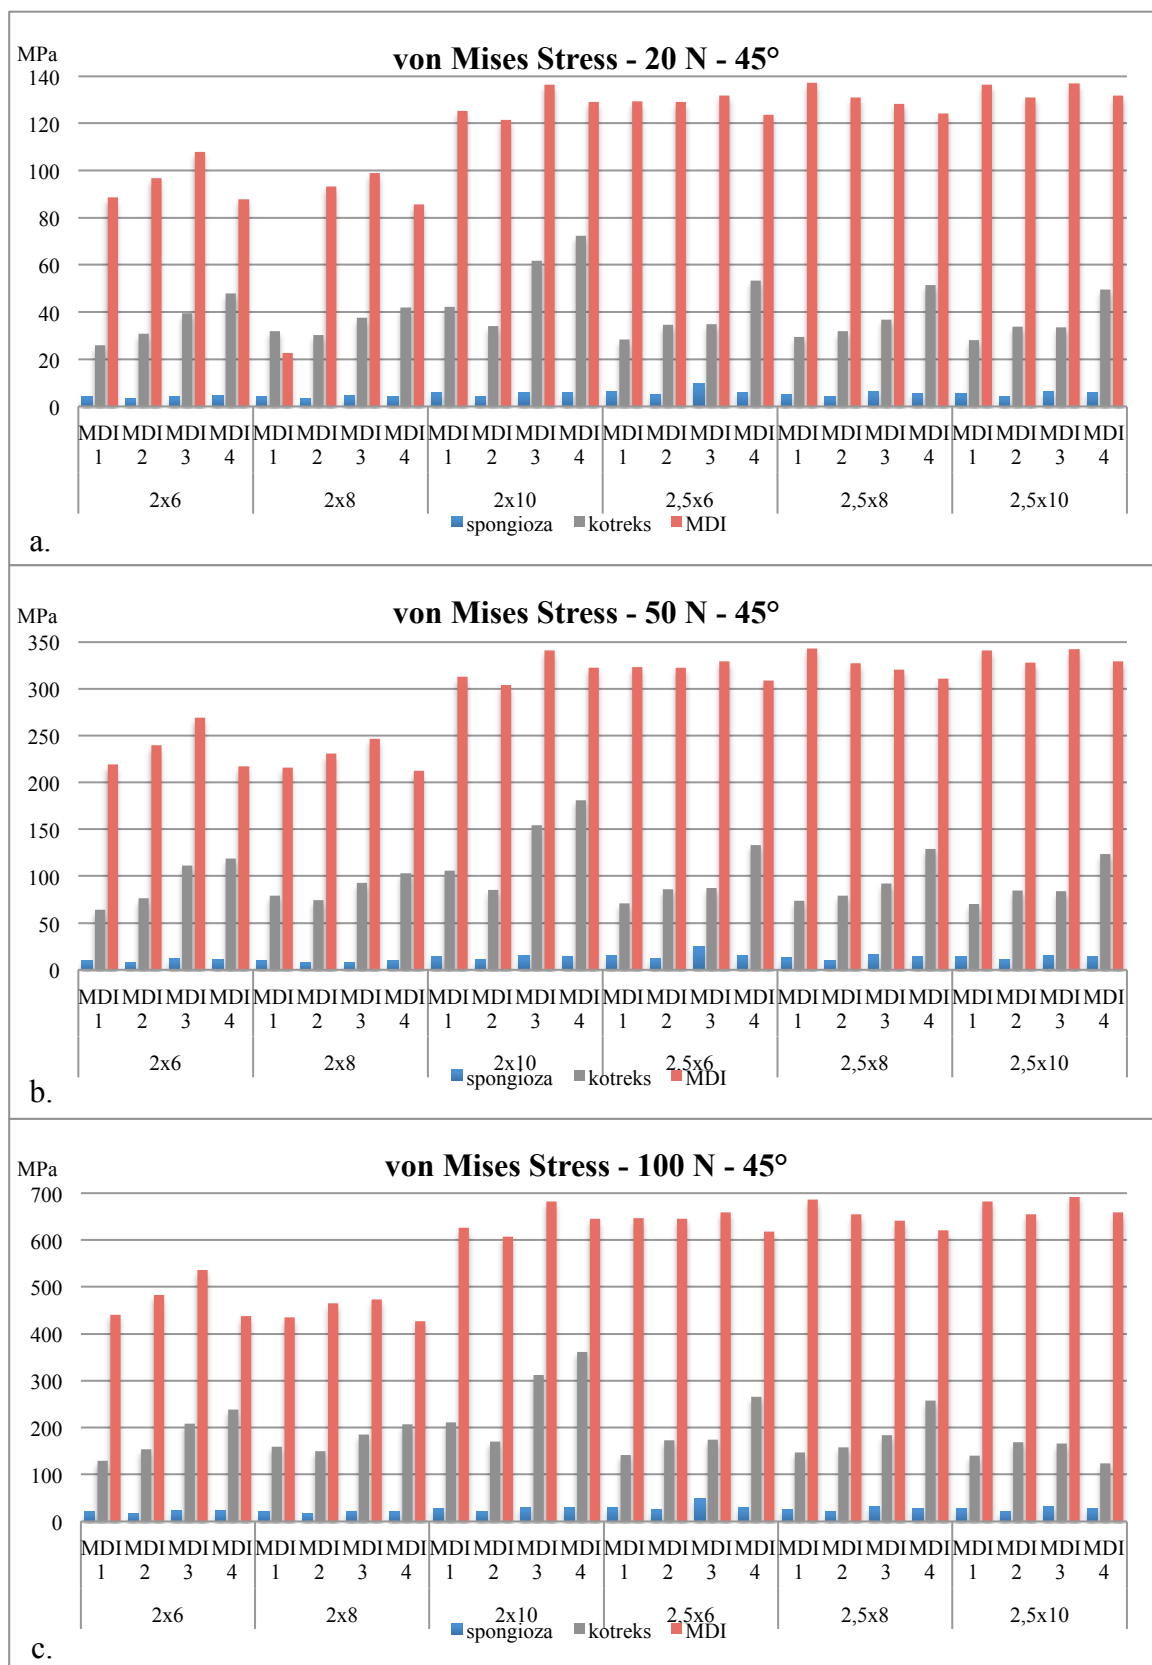 MPa
von Mises Stress - 20 N - 45°
140
120
100
80
60
40
20
0
MDI MDI MDI MDI MDI MDI MDI MDI MDI MDI MDI MDI MDI MDI MDI MDI MDI MDI MDI MDI MDI MDI MDI MDI
1 2 3 4 1 2 3 4 1 2 3 4 1 2 3 4 1 2 3 4 1 2 3 4
2x6 2x8 2x10 2,5x6 2,5x8 2,5x10
spongioza kotreks MDI
a.
MPa
von Mises Stress - 50 N - 45°
350
300
250
200
150
100
50
0
MDI MDI MDI MDI MDI MDI MDI MDI MDI MDI MDI MDI MDI MDI MDI MDI MDI MDI MDI MDI MDI MDI MDI MDI
1 2 3 4 1 2 3 4 1 2 3 4 1 2 3 4 1 2 3 4 1 2 3 4
2x6 2x8 2x10 2,5x6 2,5x8 2,5x10
spongioza kotreks MDI
b.
MPa
von Mises Stress - 100 N - 45°
700
600
500
400
300
200
100
0
MDI MDI MDI MDI MDI MDI MDI MDI MDI MDI MDI MDI MDI MDI MDI MDI MDI MDI MDI MDI MDI MDI MDI MDI
1 2 3 4 1 2 3 4 1 2 3 4 1 2 3 4 1 2 3 4 1 2 3 4
2x6 2x8 2x10 2,5x6 2,5x8 2,5x10
spongioza kotreks MDI
c.